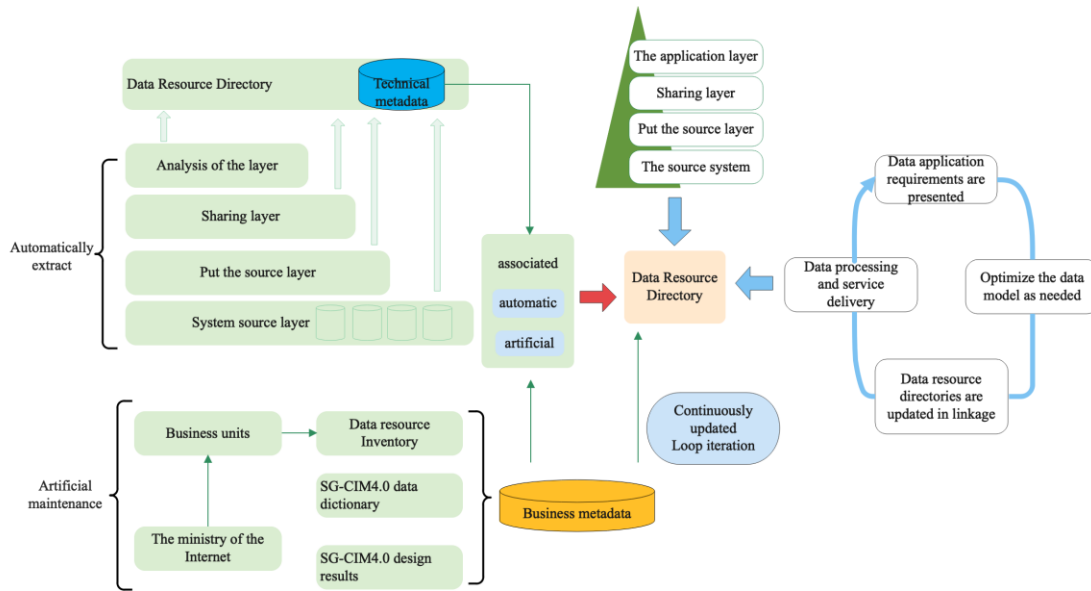 Data Resource Directory
Technical
metadata
Analysis of the layer
Sharing layer
Put the source layer
System source layer
Automatically
extract
Artificial
maintenance
Business units
The ministry of the
Internet
Data resource
Inventory
SG-CIM4.0 data
dictionary
SG-CIM4.0 design
results
associated
automatic
artificial
Business metadata
The application layer
Sharing layer
Put the source layer
The source system
Data Resource
Directory
Continuously
updated
Loop iteration
Data application
requirements are
presented
Data processing
and service
delivery
Optimize the data
model as needed
Data resource
directories are
updated in linkage